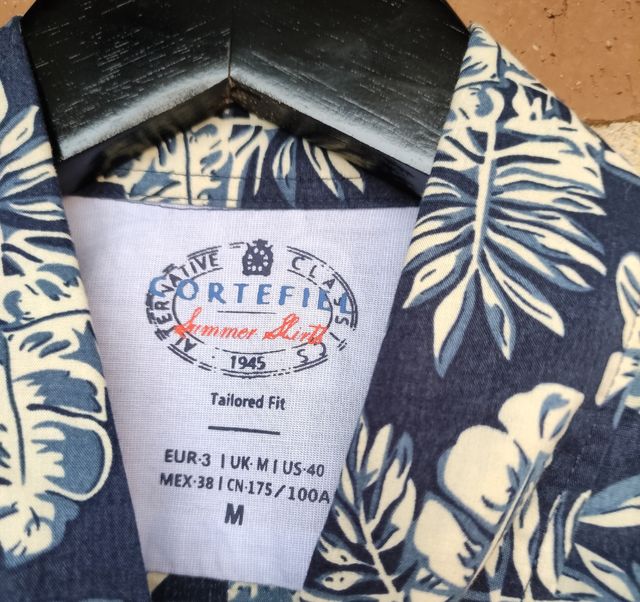 ALTERNATIVE CLASSICS
CORTEFIEL
Summer Shirts
1945
Tailored Fit
EUR·3 | UK·M | US·40
MEX·38 | CN·175/100A
M